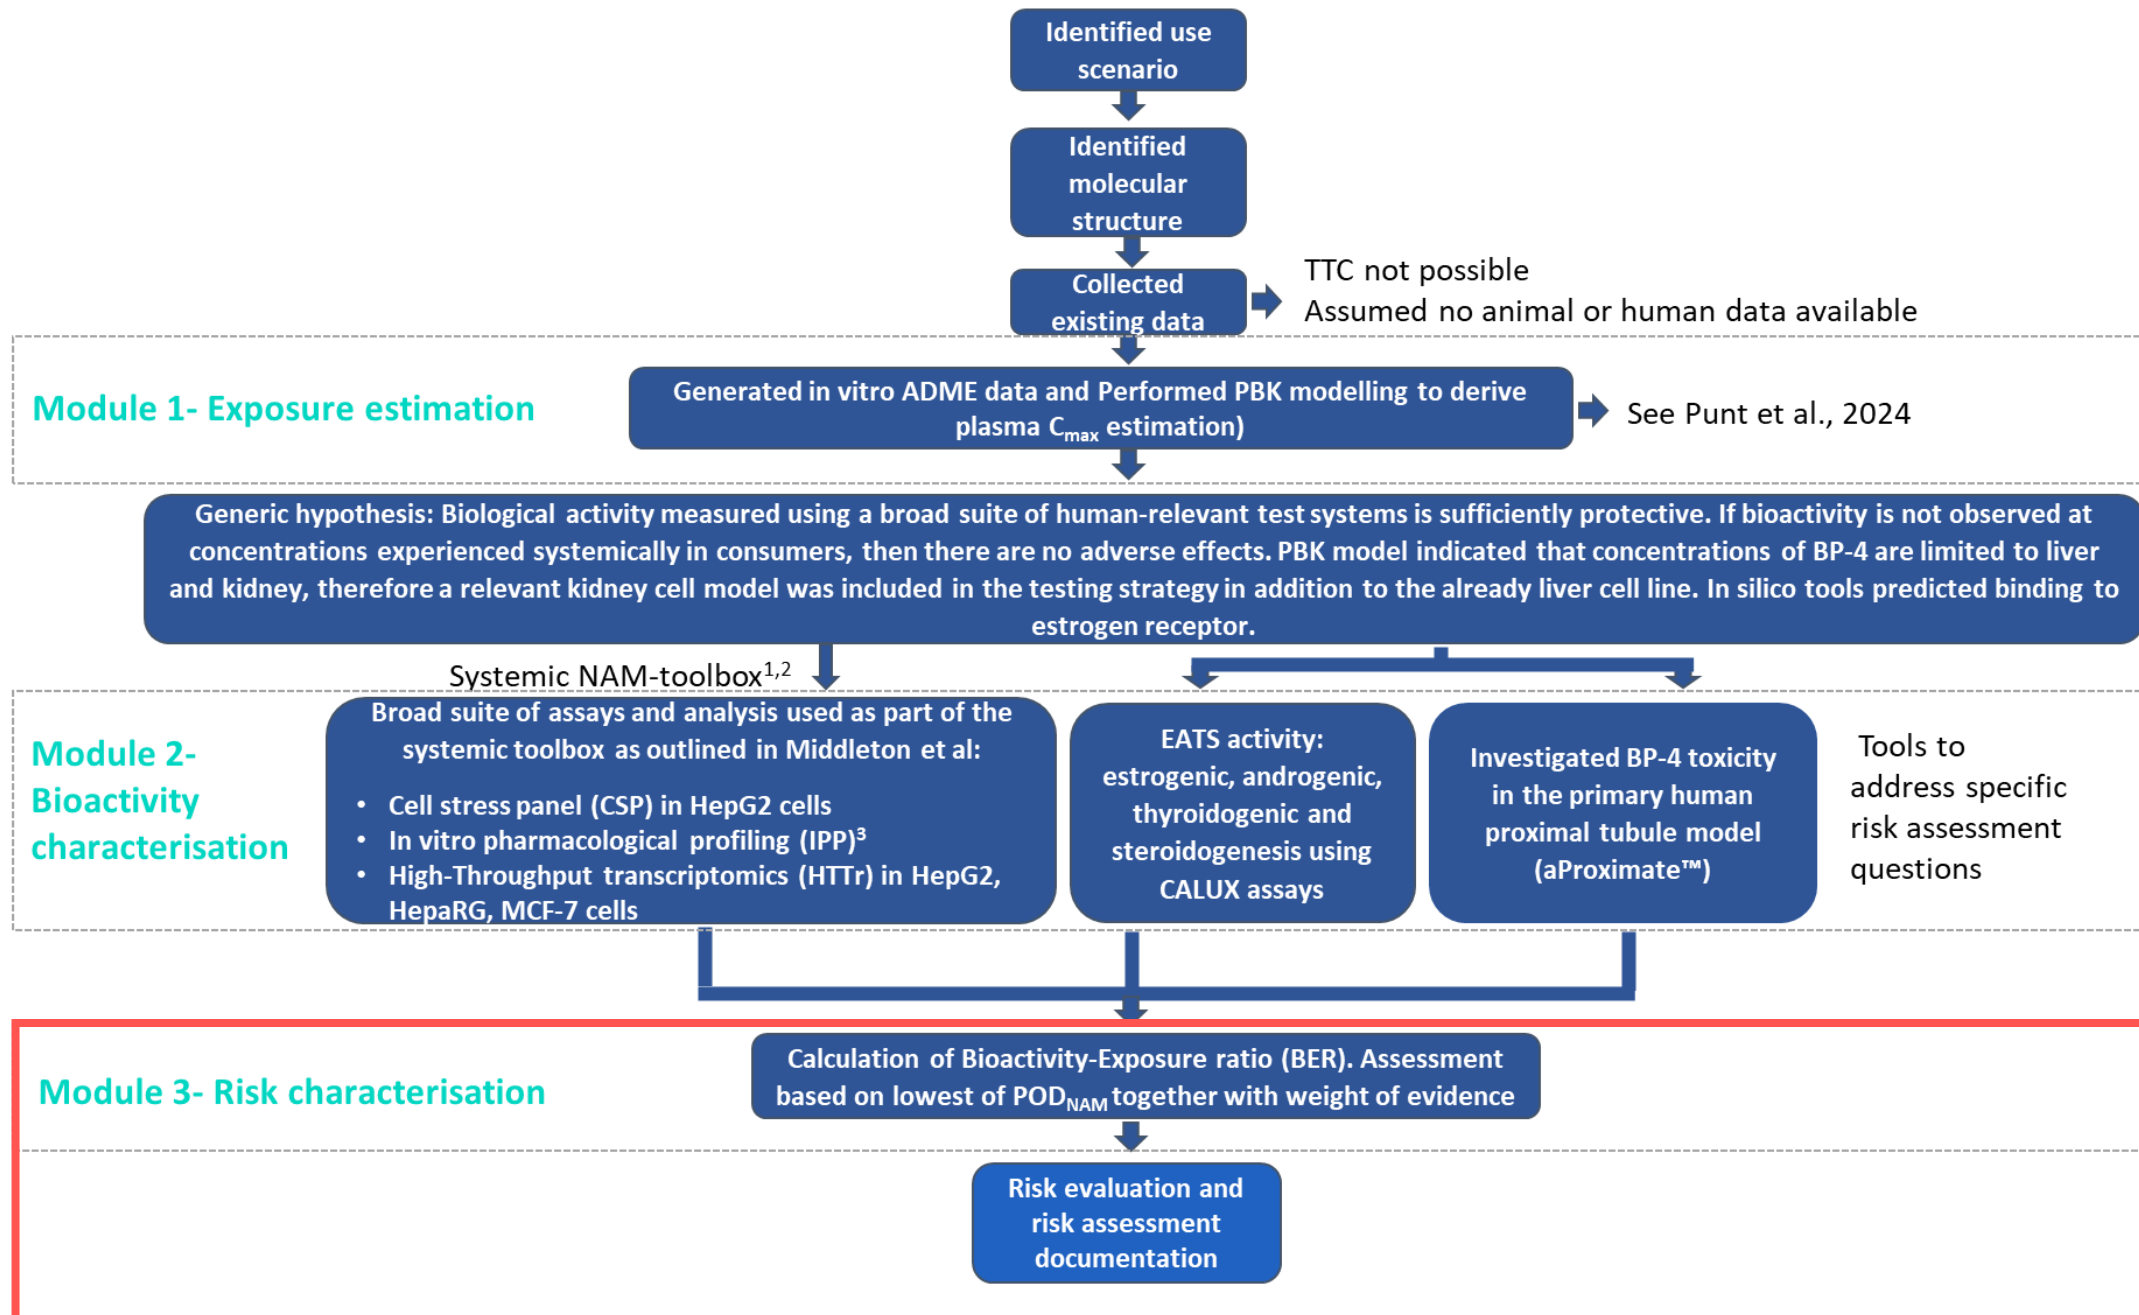 Identified use
scenario
Identified
molecular
structure
Collected
existing data
TTC not possible
Assumed no animal or human data available
Module 1- Exposure estimation
Generated in vitro ADME data and Performed PBK modelling to derive
plasma Cmax estimation)
See Punt et al., 2024
Generic hypothesis: Biological activity measured using a broad suite of human-relevant test systems is sufficiently protective. If bioactivity is not observed at
concentrations experienced systemically in consumers, then there are no adverse effects. PBK model indicated that concentrations of BP-4 are limited to liver
and kidney, therefore a relevant kidney cell model was included in the testing strategy in addition to the already liver cell line. In silico tools predicted binding to
estrogen receptor.
Systemic NAM-toolbox1,2
Module 2-
Bioactivity
characterisation
Broad suite of assays and analysis used as part of the
systemic toolbox as outlined in Middleton et al:
• Cell stress panel (CSP) in HepG2 cells
• In vitro pharmacological profiling (IPP)³
• High-Throughput transcriptomics (HTTr) in HepG2,
HepaRG, MCF-7 cells
EATS activity:
estrogenic, androgenic,
thyroidogenic and
steroidogenesis using
CALUX assays
Investigated BP-4 toxicity
in the primary human
proximal tubule model
(aProximate™)
Tools to
address specific
risk assessment
questions
Module 3- Risk characterisation
Calculation of Bioactivity-Exposure ratio (BER). Assessment
based on lowest of PODNAM together with weight of evidence
Risk evaluation and
risk assessment
documentation